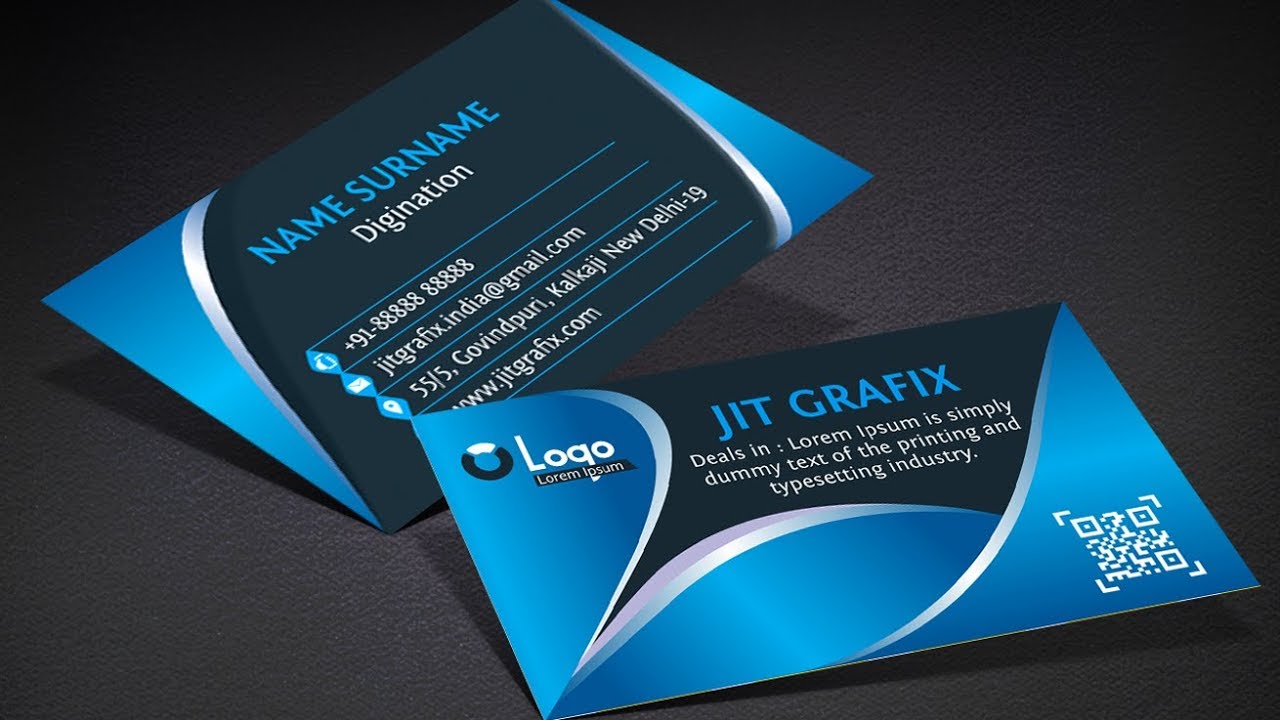 NAME SURNAME
Digination
+91-88888 88888
jitgrafix.india@gmail.com
55/5, Govindpuri, Kalkaji New Delhi-19
www.jitgrafix.com
Logo
Lorem Ipsum
JIT GRAFIX
Deals in : Lorem Ipsum is simply
dummy text of the printing and
typesetting industry.